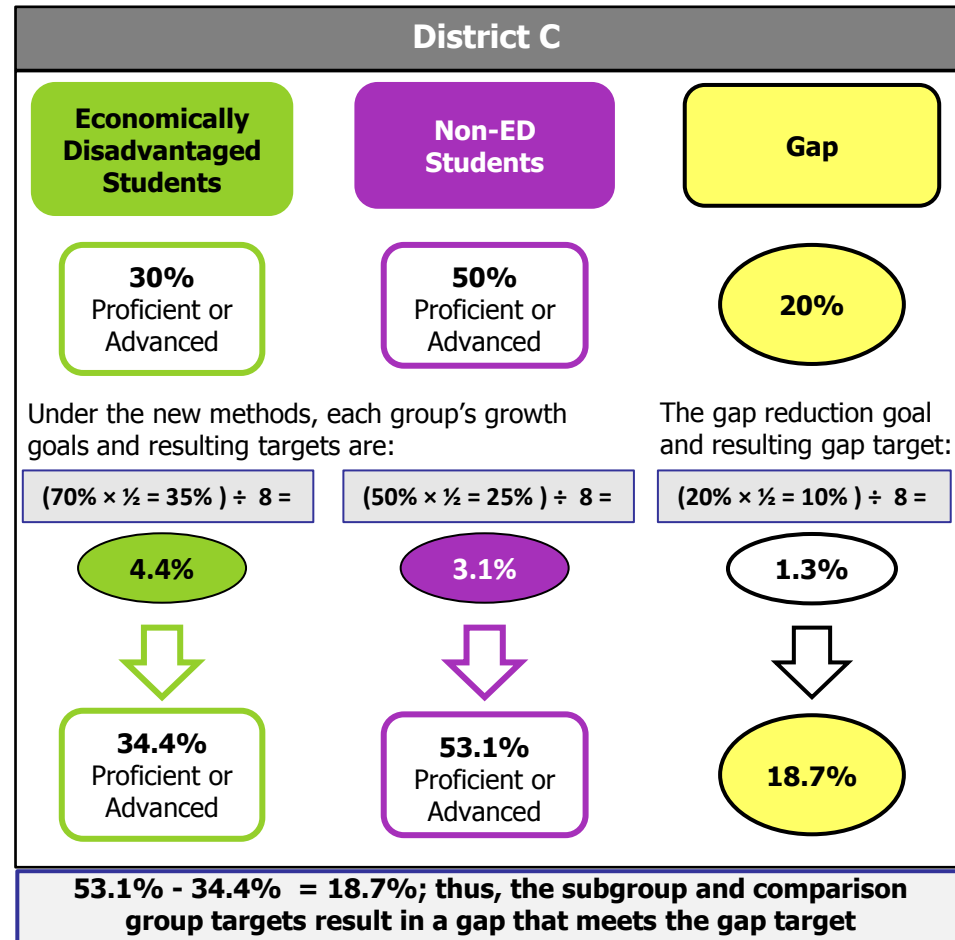 District C
Economically
Disadvantaged
Students
Non-ED
Students
Gap
30%
Proficient or
Advanced
50%
Proficient or
Advanced
20%
Under the new methods, each group’s growth
goals and resulting targets are:
The gap reduction goal
and resulting gap target:
(70% × ½ = 35% ) ÷ 8 =
(50% × ½ = 25% ) ÷ 8 =
(20% × ½ = 10% ) ÷ 8 =
4.4%
3.1%
1.3%
34.4%
Proficient or
Advanced
53.1%
Proficient or
Advanced
18.7%
53.1% - 34.4% = 18.7%; thus, the subgroup and comparison
group targets result in a gap that meets the gap target